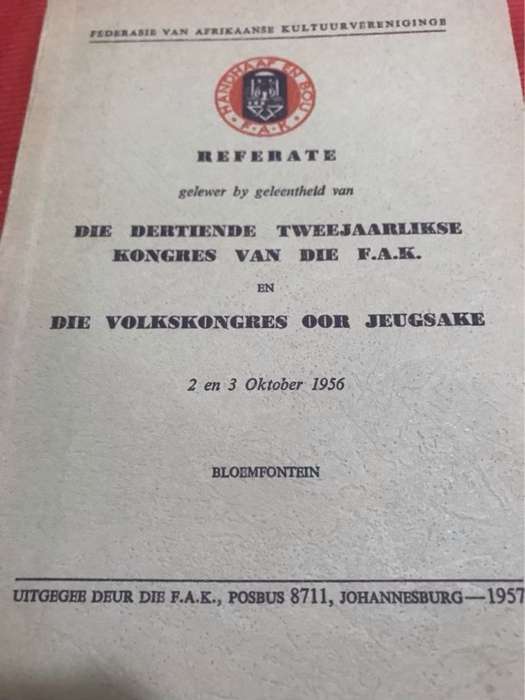 FEDERASIE VAN AFRIKAANSE KULTUURVERENIGINGE
HANDHAAF EN BOU
F·A·K
REFERATE
gelewer by geleentheid van
DIE DERTIENDE TWEEJAARLIKSE
KONGRES VAN DIE F.A.K.
EN
DIE VOLKSKONGRES OOR JEUGSAKE
2 en 3 Oktober 1956
BLOEMFONTEIN
UITGEGEE DEUR DIE F.A.K., POSBUS 8711, JOHANNESBURG—1957